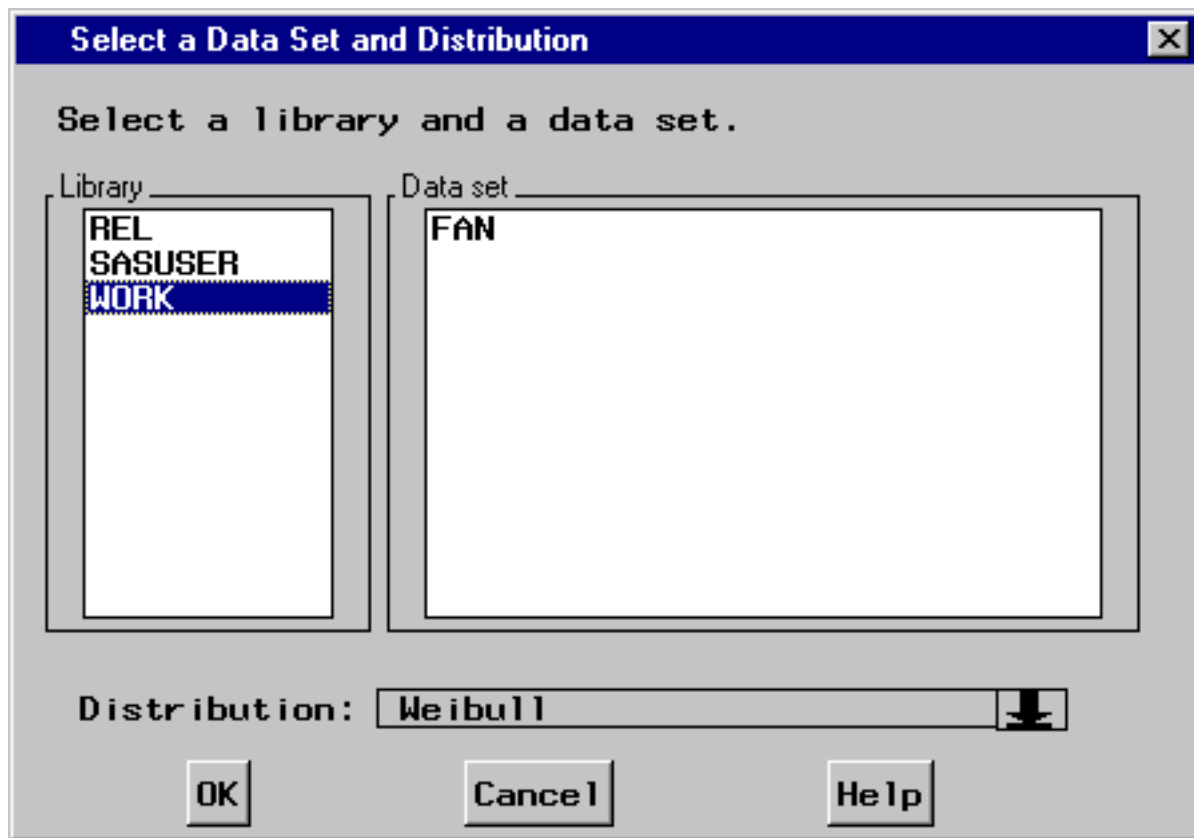 Select a Data Set and Distribution
Select a library and a data set.
Library
REL
SASUSER
WORK
Data set
FAN
Distribution: Weibull
OK Cancel Help